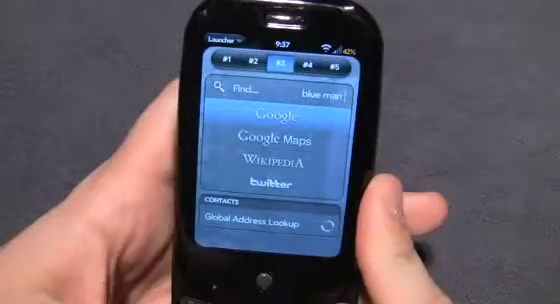 Launcher 9:37 42%
#1 #2 #3 #4 #5
Find... blue man
Google
Google Maps
WIKIPEDIA
twitter
CONTACTS
Global Address Lookup